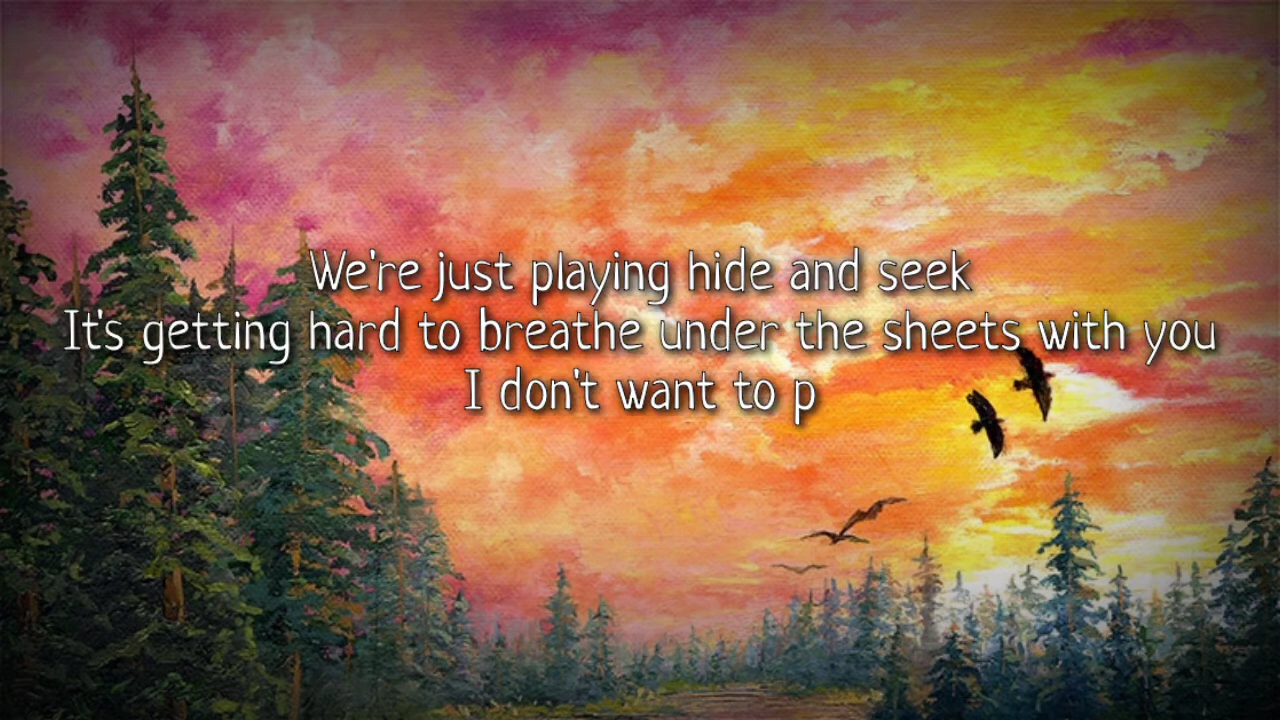 We're just playing hide and seek
It's getting hard to breathe under the sheets with you
I don't want to p